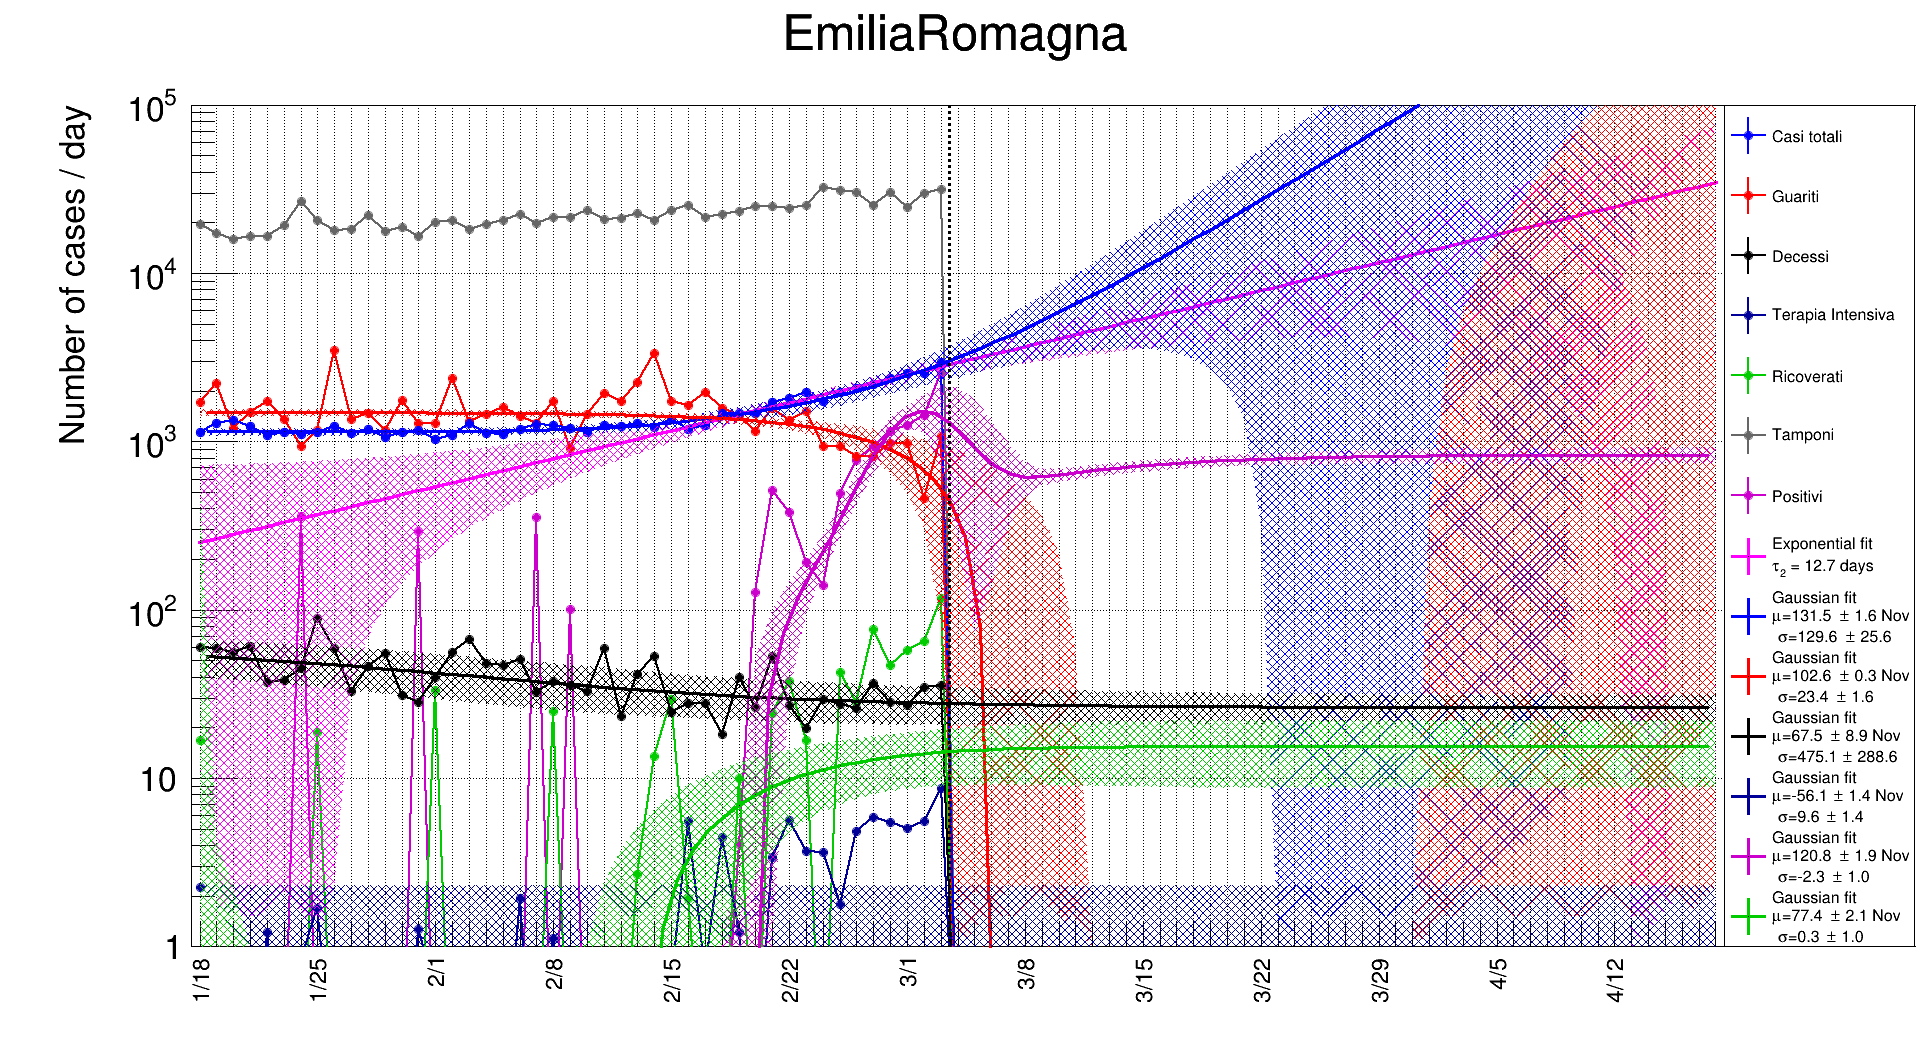 EmiliaRomagna
Number of cases / day
10^5
10^4
10^3
10^2
10
1
1/18
1/25
2/1
2/8
2/15
2/22
3/1
3/8
3/15
3/22
3/29
4/5
4/12
Casi totali
Guariti
Decessi
Terapia Intensiva
Ricoverati
Tamponi
Positivi
Exponential fit
τ₂ = 12.7 days
Gaussian fit
μ=131.5 ± 1.6 Nov
σ=129.6 ± 25.6
Gaussian fit
μ=102.6 ± 0.3 Nov
σ=23.4 ± 1.6
Gaussian fit
μ=67.5 ± 8.9 Nov
σ=475.1 ± 288.6
Gaussian fit
μ=-56.1 ± 1.4 Nov
σ=9.6 ± 1.4
Gaussian fit
μ=120.8 ± 1.9 Nov
σ=-2.3 ± 1.0
Gaussian fit
μ=77.4 ± 2.1 Nov
σ=0.3 ± 1.0